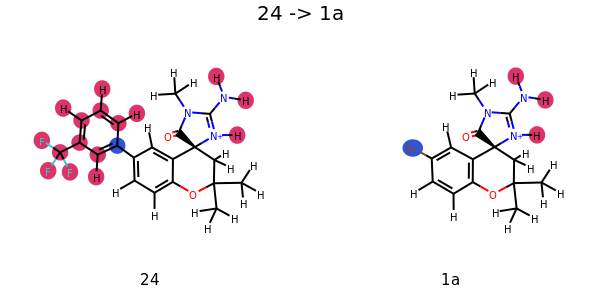 24 -> 1a
H H H N H
H H N
H H H O N+ H
F H H
F F H H H H
H O H H
H H
H H
H H H N H
H N
H O N+ H
H H
H H H
H O H H
H H
H H
24
1a